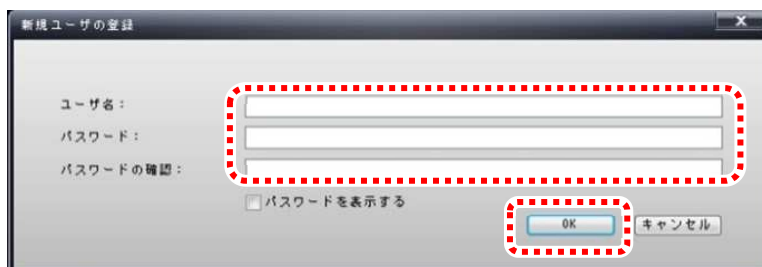 新規ユーザの登録
X
ユーザ名：
パスワード：
パスワードの確認：
パスワードを表示する
OK キャンセル